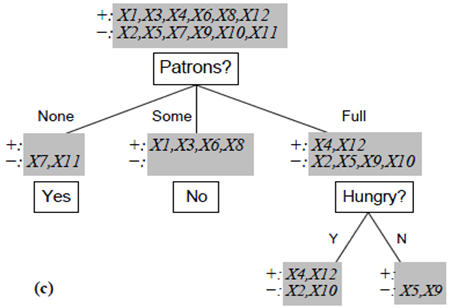 +: X1,X3,X4,X6,X8,X12
−: X2,X5,X7,X9,X10,X11
Patrons?
None Some Full
+: +: X1,X3,X6,X8 +: X4,X12
−: X7,X11 −: −: X2,X5,X9,X10
Yes No Hungry?
Y N
+: X4,X12 +:
(c) −: X2,X10 −: X5,X9